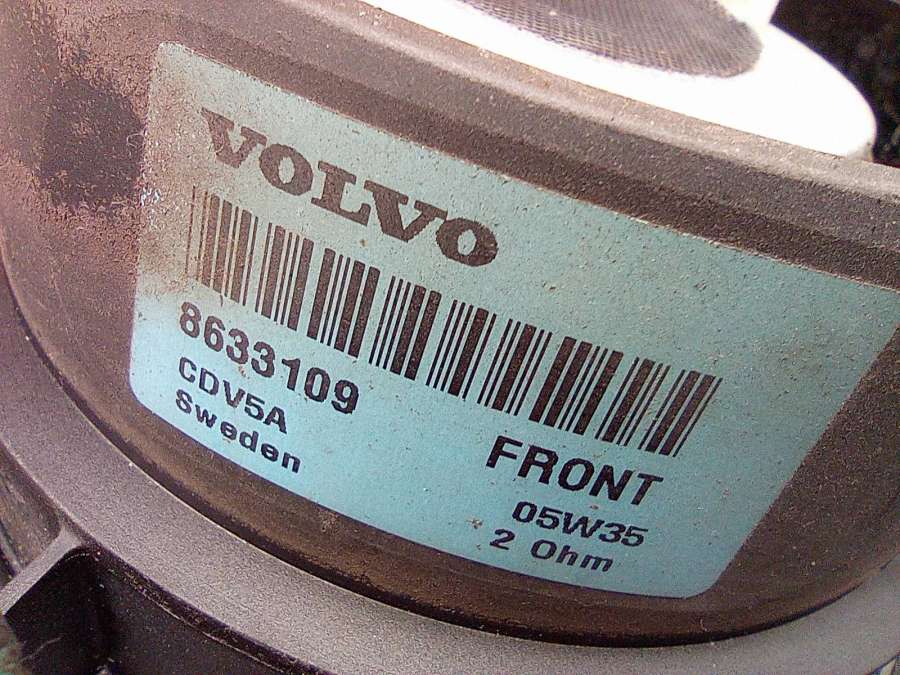 VOLVO
8633109
CDV5A
Sweden
FRONT
05W35
2 Ohm